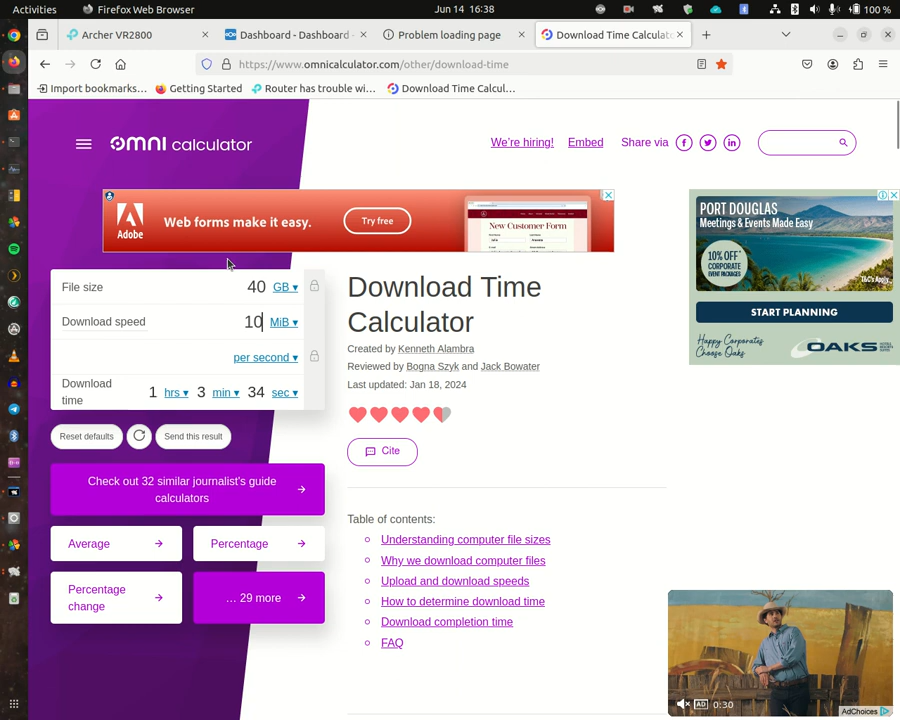 Activities
Firefox Web Browser
Jun 14 16:38
100 %
Archer VR2800
Dashboard - Dashboard -
Problem loading page
Download Time Calculat
https://www.omnicalculator.com/other/download-time
Import bookmarks...
Getting Started
Router has trouble wi...
Download Time Calcul...
OMNI calculator
We're hiring!
Embed
Share via
Adobe
Web forms make it easy.
Try free
New Customer Form
PORT DOUGLAS
Meetings & Events Made Easy
10% OFF*
CORPORATE
EVENT PACKAGES
T&C's Apply.
START PLANNING
Happy Corporates
Choose Oaks
OAKS
File size
40 GB
Download speed
10 MiB
per second
Download time
1 hrs 3 min 34 sec
Reset defaults
Send this result
Check out 32 similar journalist's guide
calculators
Average
Percentage
Percentage
change
... 29 more
Download Time
Calculator
Created by Kenneth Alambra
Reviewed by Bogna Szyk and Jack Bowater
Last updated: Jan 18, 2024
Cite
Table of contents:
Understanding computer file sizes
Why we download computer files
Upload and download speeds
How to determine download time
Download completion time
FAQ
AD 0:30
AdChoices